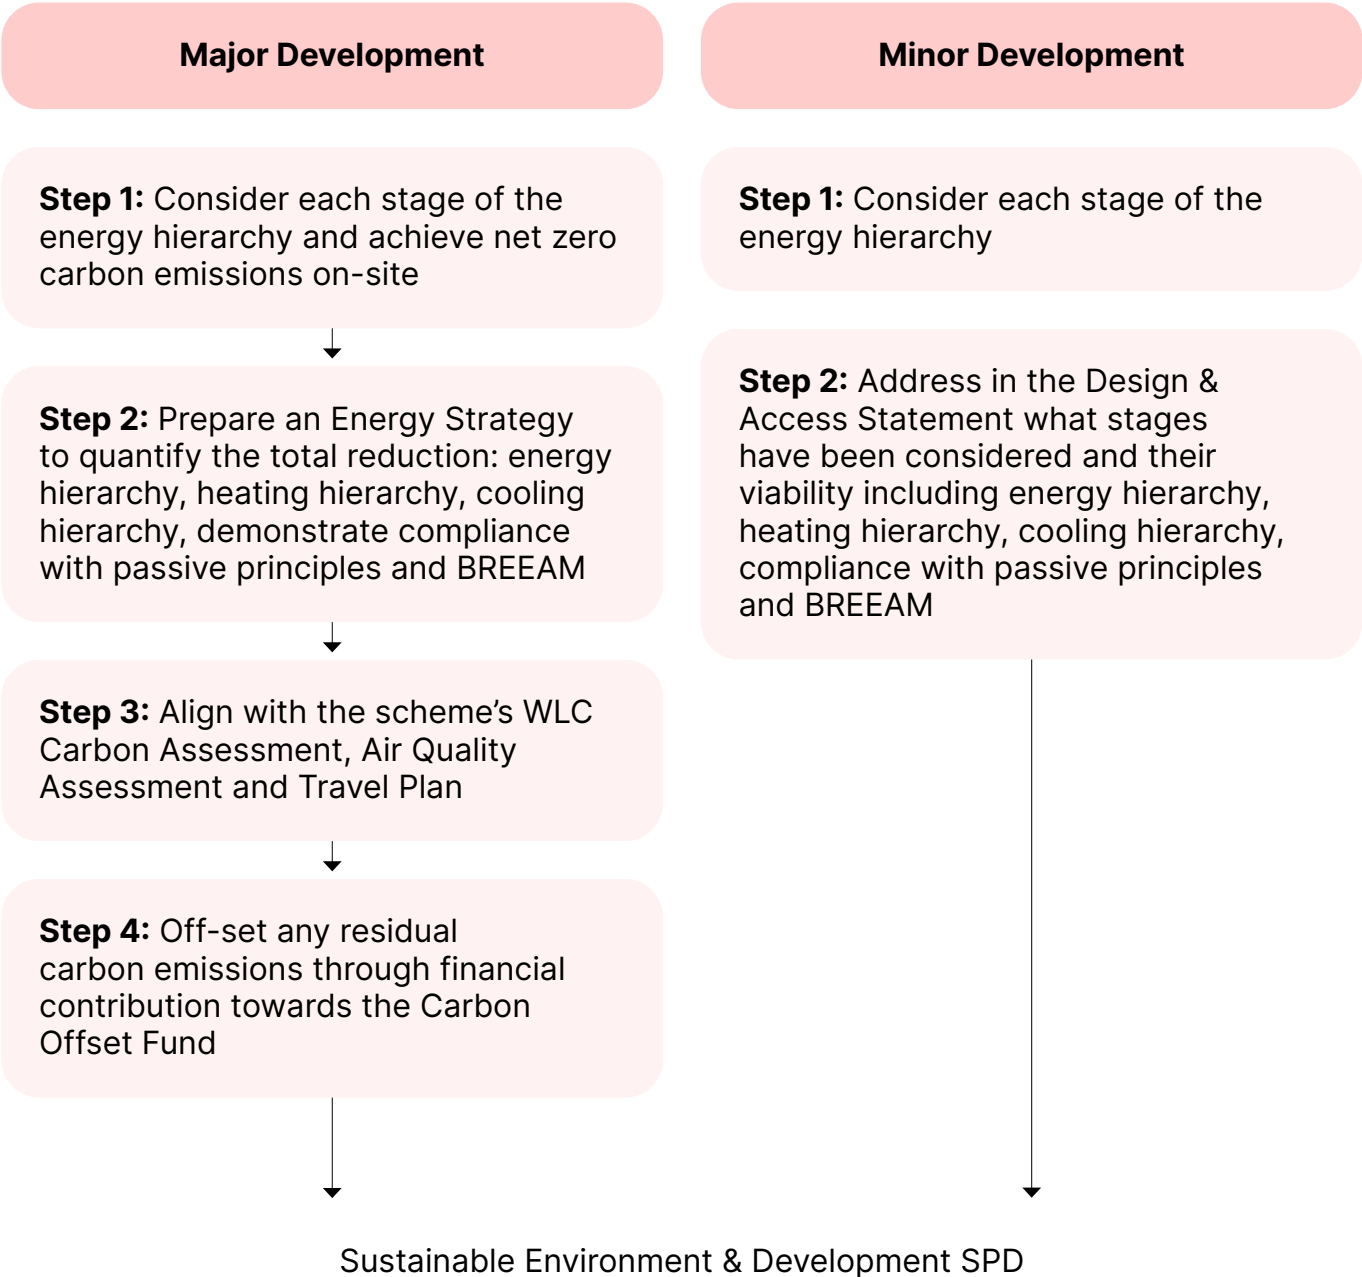 Major Development
Step 1: Consider each stage of the
energy hierarchy and achieve net zero
carbon emissions on-site
Step 2: Prepare an Energy Strategy
to quantify the total reduction: energy
hierarchy, heating hierarchy, cooling
hierarchy, demonstrate compliance
with passive principles and BREEAM
Step 3: Align with the scheme’s WLC
Carbon Assessment, Air Quality
Assessment and Travel Plan
Step 4: Off-set any residual
carbon emissions through financial
contribution towards the Carbon
Offset Fund
Minor Development
Step 1: Consider each stage of the
energy hierarchy
Step 2: Address in the Design &
Access Statement what stages
have been considered and their
viability including energy hierarchy,
heating hierarchy, cooling hierarchy,
compliance with passive principles
and BREEAM
Sustainable Environment & Development SPD